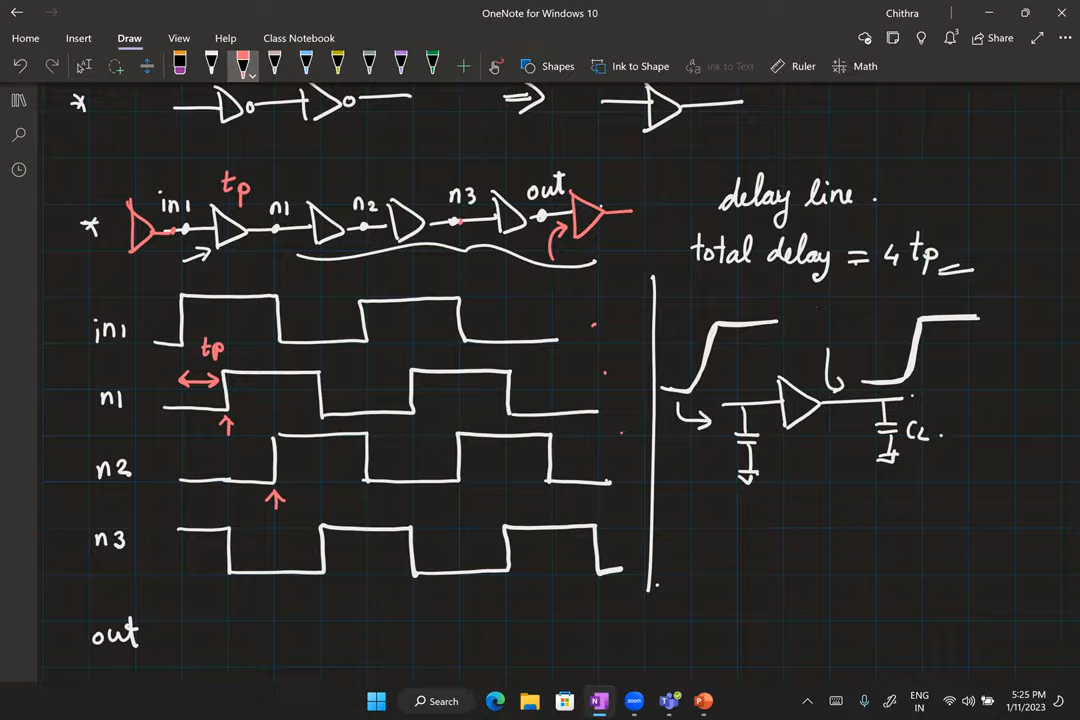 OneNote for Windows 10
Chithra
Home Insert Draw View Help Class Notebook
Share
Shapes Ink to Shape Ink to Text Ruler Math
in1 tp n1 n2 n3 out
delay line .
total delay = 4 tp
in1
tp
n1
n2
n3
out
CL
Search
ENG
IN
5:25 PM
1/11/2023